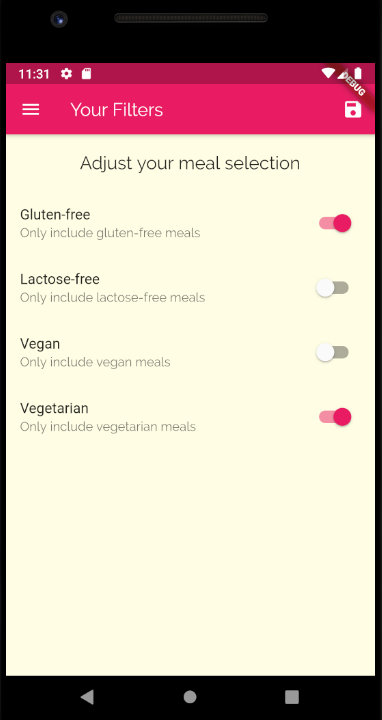 11:31
DEBUG
Your Filters
Adjust your meal selection
Gluten-free
Only include gluten-free meals
Lactose-free
Only include lactose-free meals
Vegan
Only include vegan meals
Vegetarian
Only include vegetarian meals